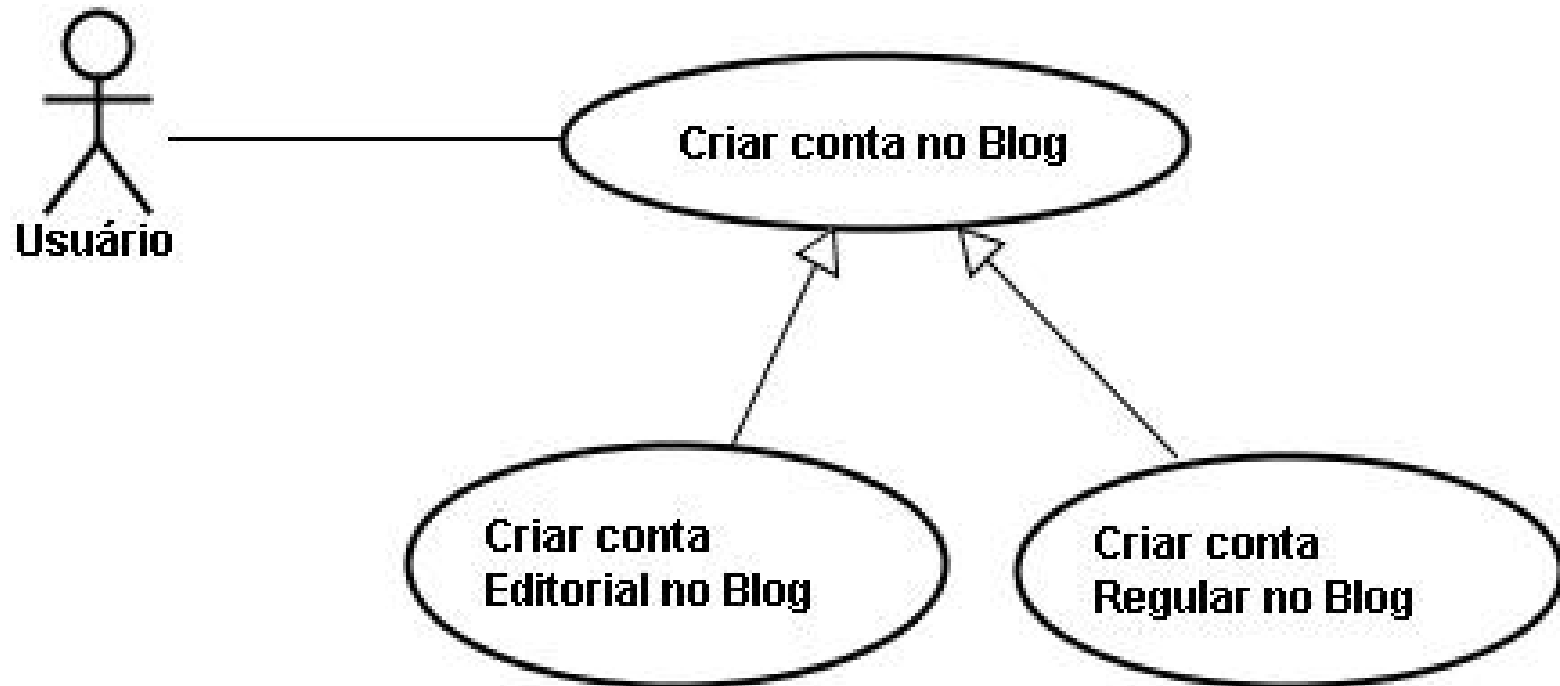 Criar conta no Blog
Usuário
Criar conta
Editorial no Blog
Criar conta
Regular no Blog